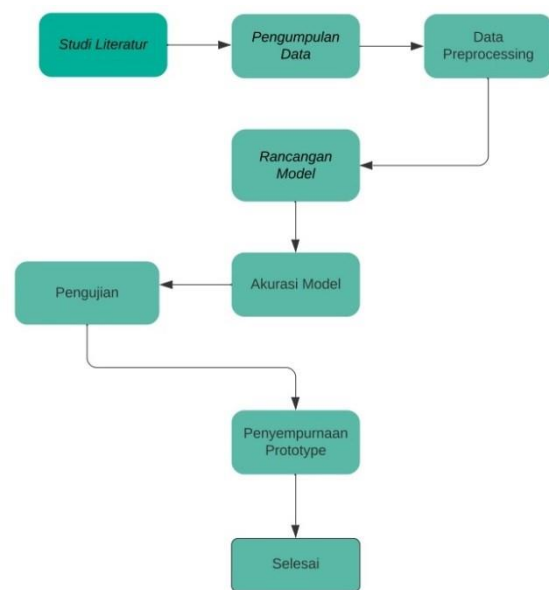 Studi Literatur
Pengumpulan
Data
Data
Preprocessing
Rancangan
Model
Akurasi Model
Pengujian
Penyempurnaan
Prototype
Selesai